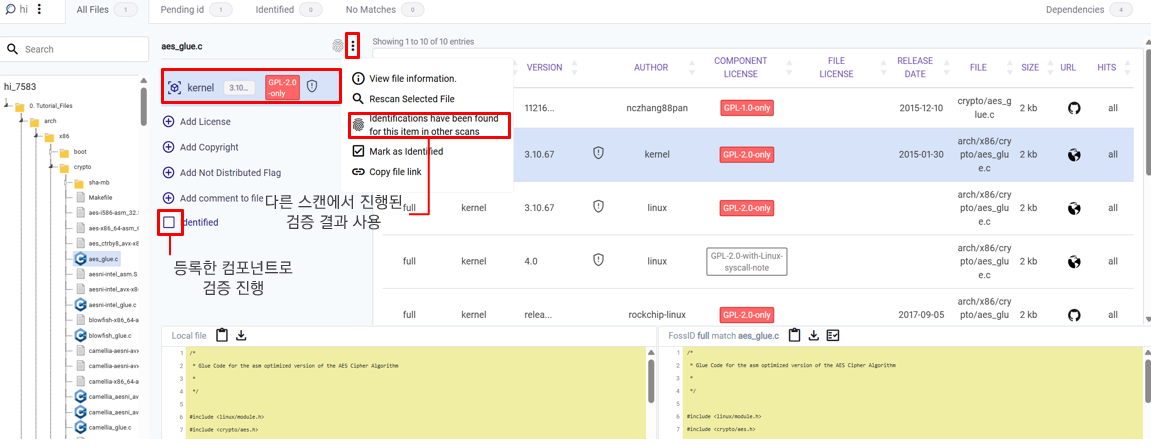 hi
All Files 1
Pending id 1
Identified 0
No Matches 0
Dependencies 4
Search
hi_7583
0. Tutorial_Files
arch
x86
boot
crypto
sha-mb
Makefile
aes-i586-asm_32.
aes-x86_64-asm_
aes_ctrby8_avx-x8
aes_glue.c
aesni-intel_asm.S
aesni-intel_avx-x8
aesni-intel_glue.c
blowfish-x86_64-a
blowfish_glue.c
camellia-aesni-av
camellia-aesni-av
camellia-x86_64-a
camellia_aesni_av
camellia_aesni_av
camellia_glue.c
aes_glue.c
kernel 3.10... GPL-2.0
-only
Add License
Add Copyright
Add Not Distributed Flag
Add comment to file
Identified
등록한 컴포넌트로
검증 진행
View file information.
Rescan Selected File
Identifications have been found
for this item in other scans
Mark as Identified
Copy file link
다른 스캔에서 진행된
검증 결과 사용
Showing 1 to 10 of 10 entries
VERSION AUTHOR COMPONENT LICENSE FILE LICENSE RELEASE DATE FILE SIZE URL HITS
11216... nczhang88pan GPL-1.0-only 2015-12-10 crypto/aes_g
lue.c 2 kb all
3.10.67 kernel GPL-2.0-only 2015-01-30 arch/x86/cry
pto/aes_glu
e.c 2 kb all
full kernel 3.10.67 linux GPL-2.0-only arch/x86/cry
pto/aes_glu
e.c 2 kb all
full kernel 4.0 linux GPL-2.0-with-Linux-
syscall-note arch/x86/cry
pto/aes_glu
e.c 2 kb all
full kernel relea... rockchip-linux GPL-2.0-only 2017-09-05 arch/x86/cry
pto/aes_glu 2 kb all
Local file
1 /*
2 * Glue Code for the asm optimized version of the AES Cipher Algorithm
3 *
4 */
5
6 #include <linux/module.h>
7 #include <crypto/aes.h>
FossID full match aes_glue.c
1 /*
2 * Glue Code for the asm optimized version of the AES Cipher Algorithm
3 *
4 */
5
6 #include <linux/module.h>
7 #include <crypto/aes.h>